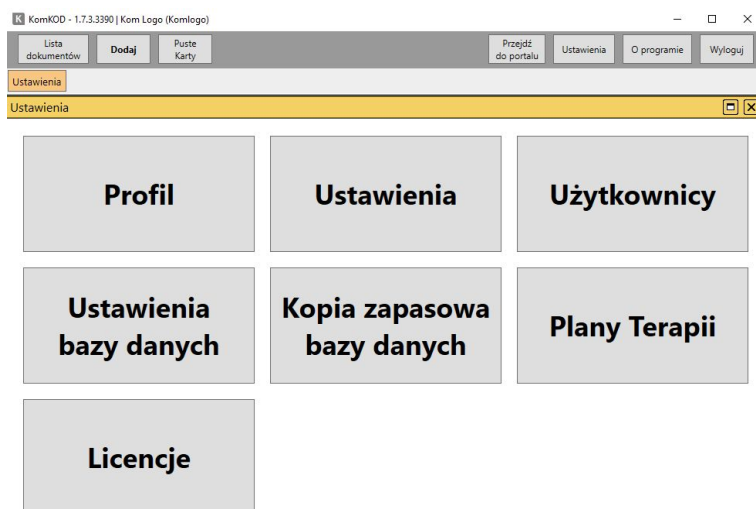 KomKOD - 1.7.3.3390 | Kom Logo (Komlogo)
Lista
dokumentów
Dodaj
Puste
Karty
Przejdź
do portalu
Ustawienia
O programie
Wyloguj
Ustawienia
Ustawienia
Profil
Ustawienia
Użytkownicy
Ustawienia
bazy danych
Kopia zapasowa
bazy danych
Plany Terapii
Licencje